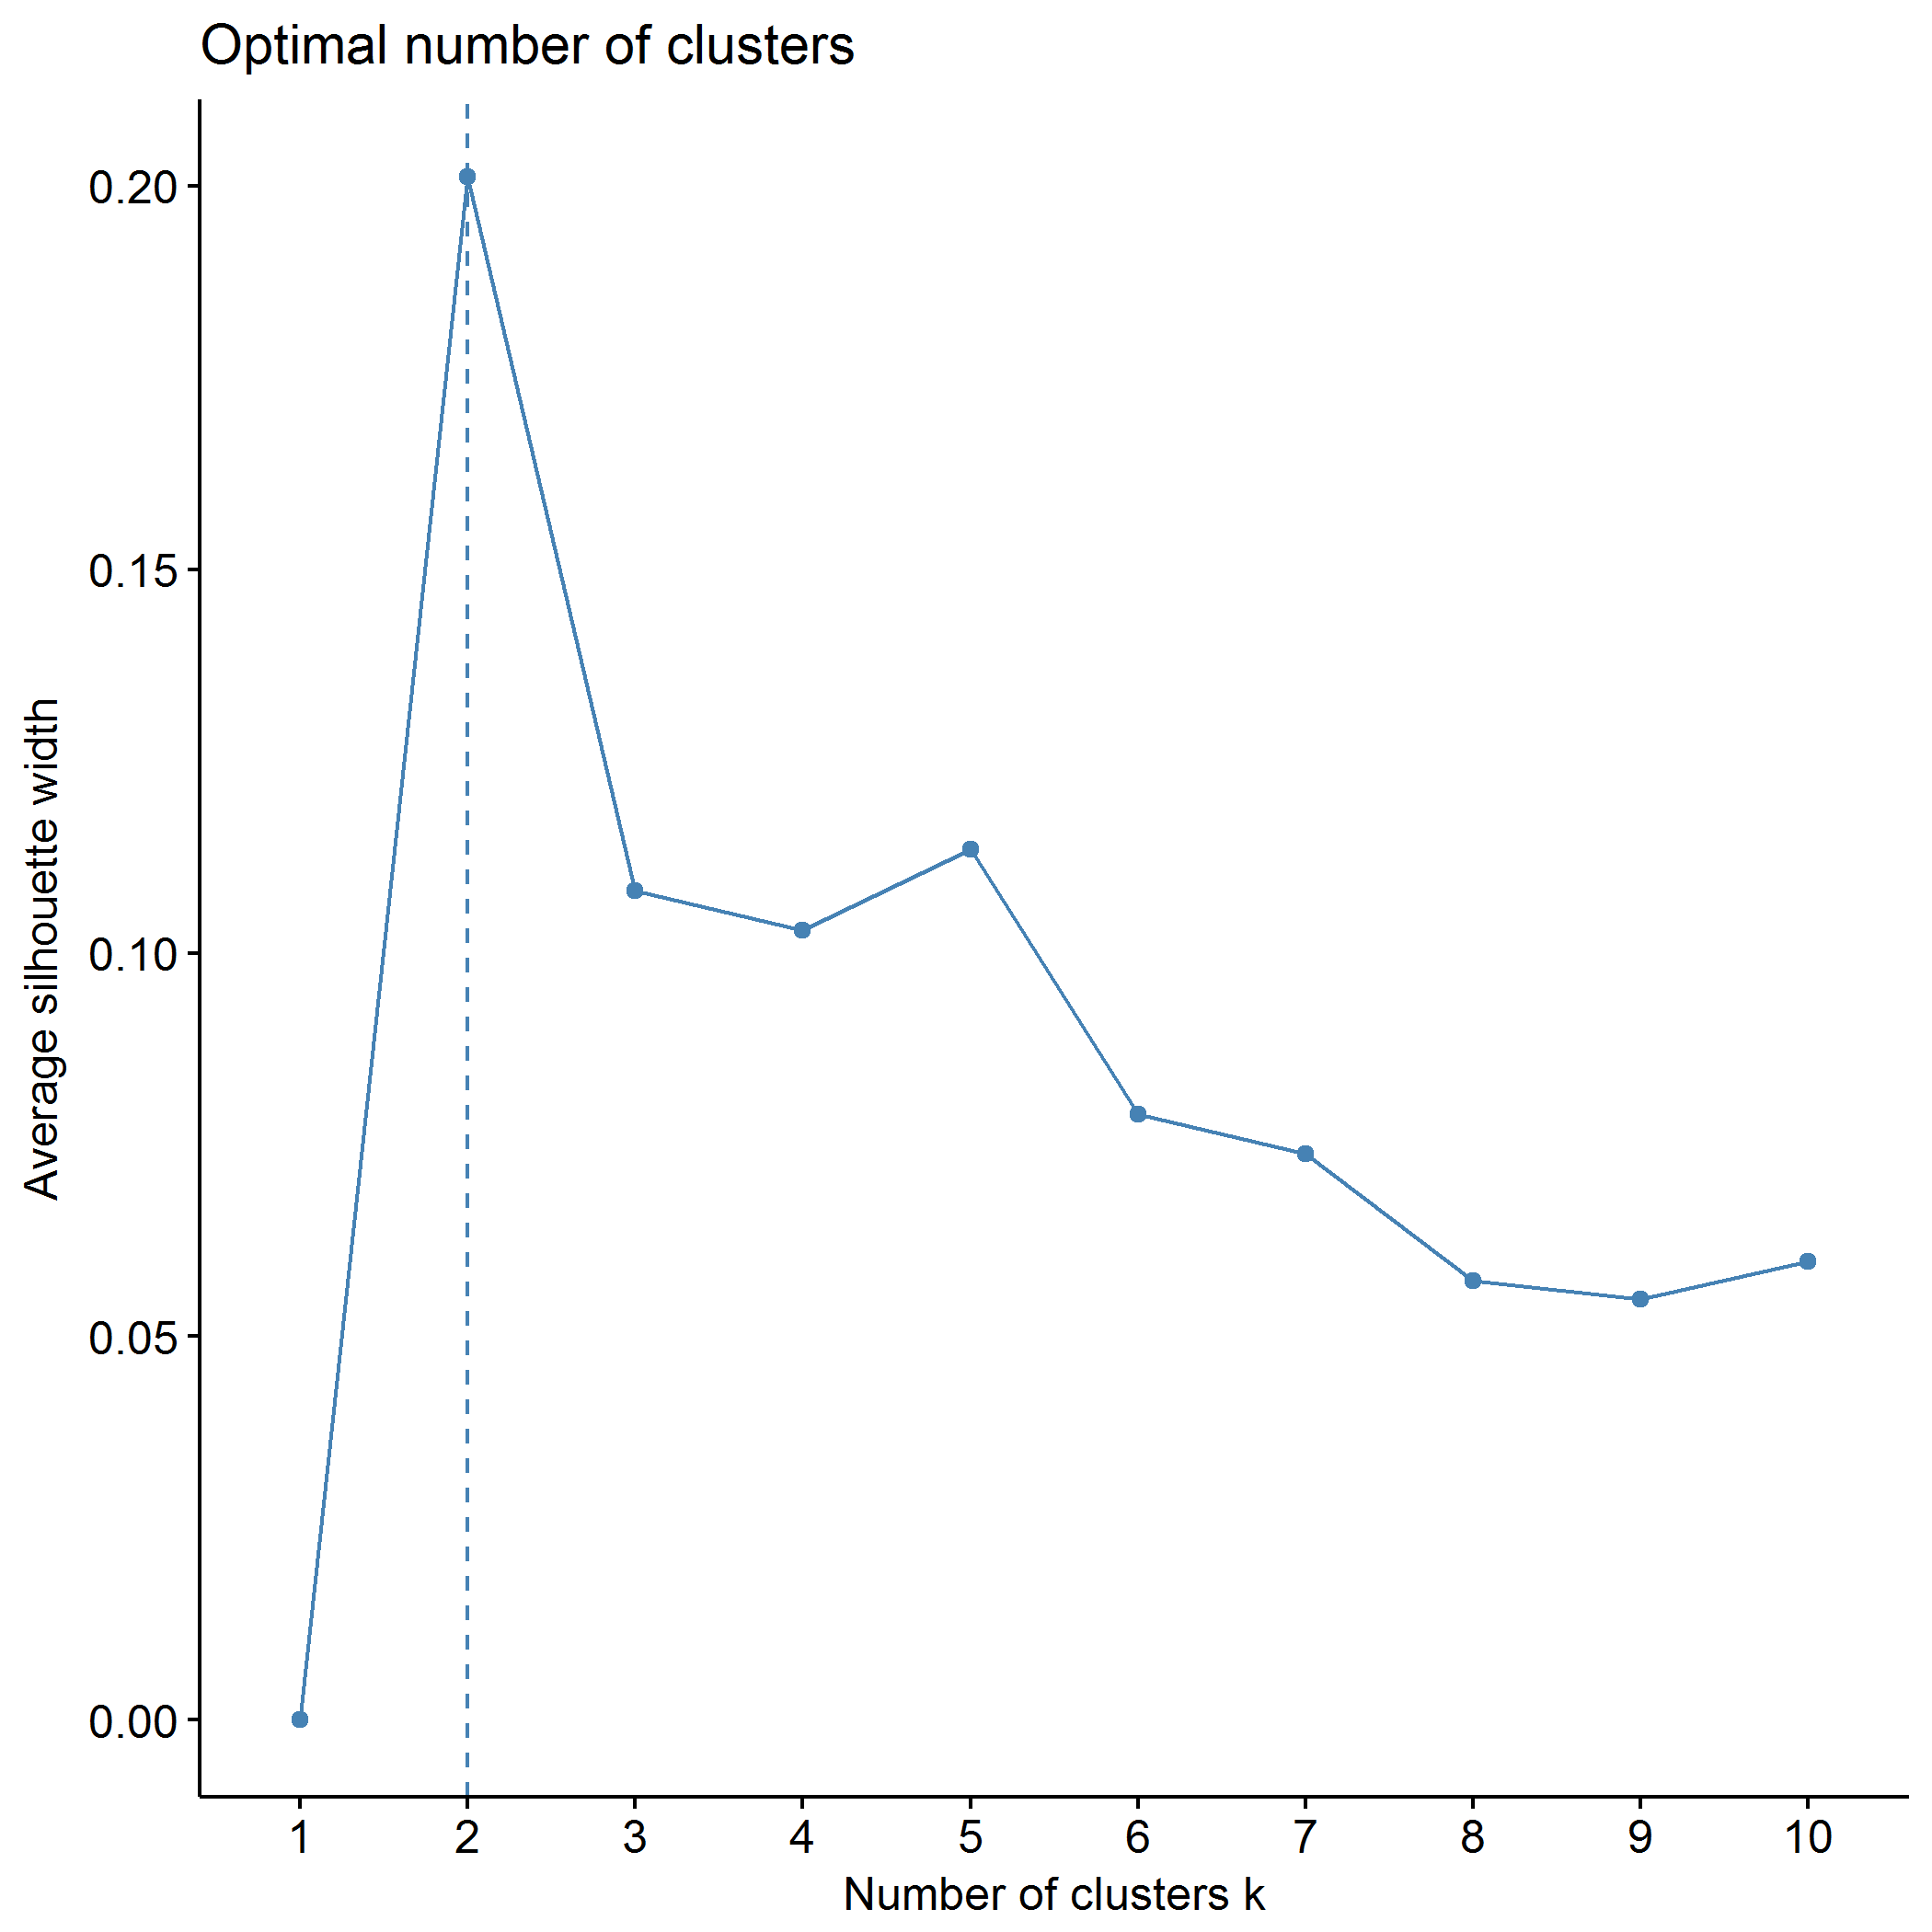 Optimal number of clusters
0.20
0.15
0.10
0.05
0.00
Average silhouette width
1 2 3 4 5 6 7 8 9 10
Number of clusters k